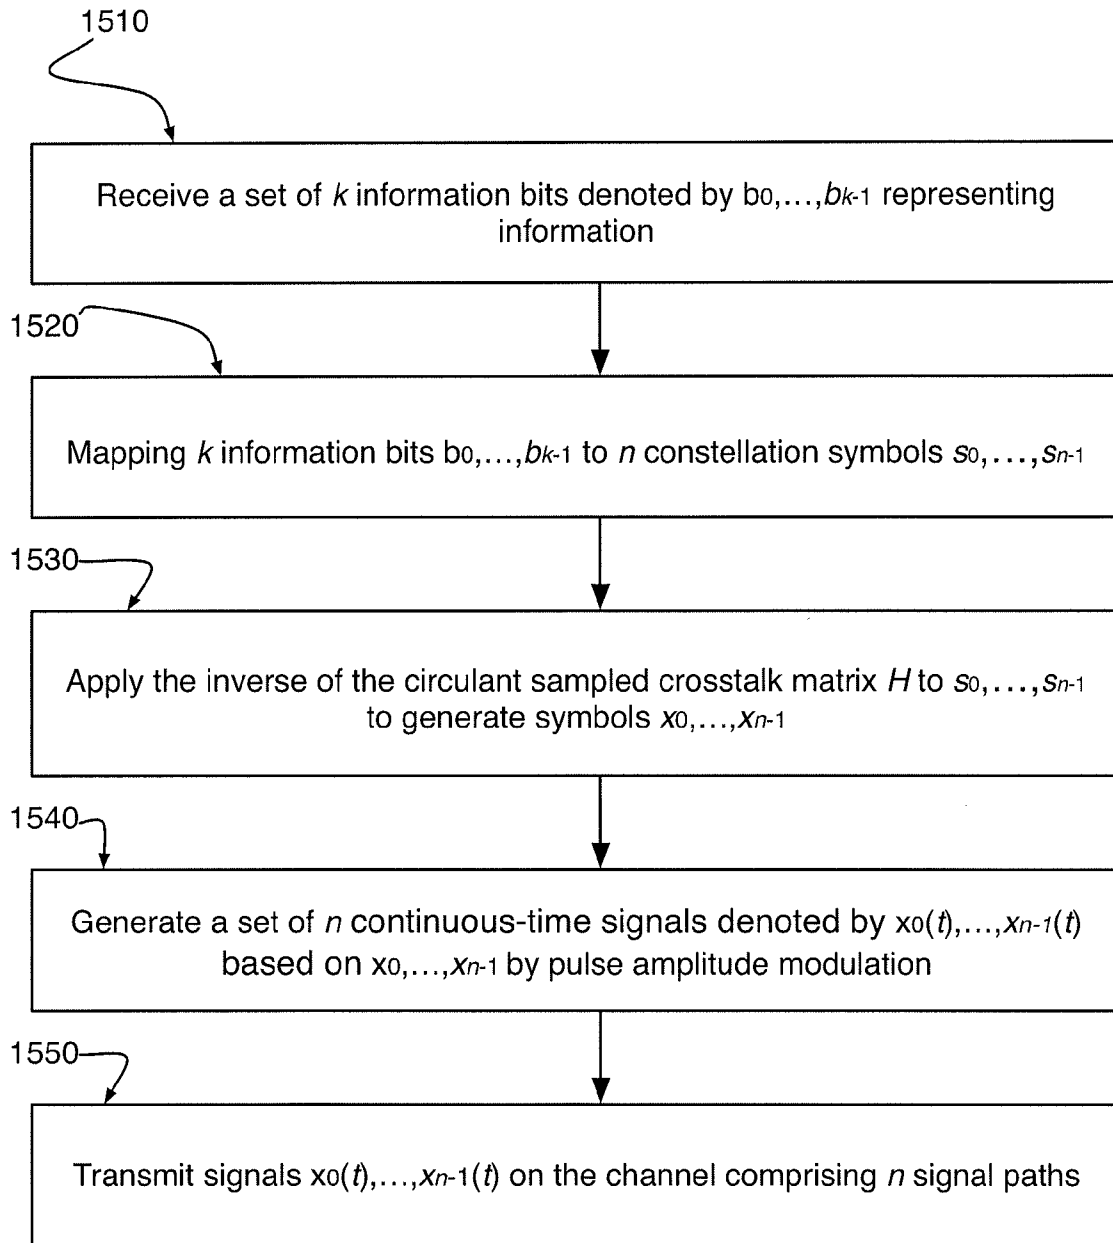 1510
Receive a set of k information bits denoted by b0,...,bk-1 representing
information
1520
Mapping k information bits b0,...,bk-1 to n constellation symbols s0,...,sn-1
1530
Apply the inverse of the circulant sampled crosstalk matrix H to s0,...,sn-1
to generate symbols x0,...,xn-1
1540
Generate a set of n continuous-time signals denoted by x0(t),...,xn-1(t)
based on x0,...,xn-1 by pulse amplitude modulation
1550
Transmit signals x0(t),...,xn-1(t) on the channel comprising n signal paths